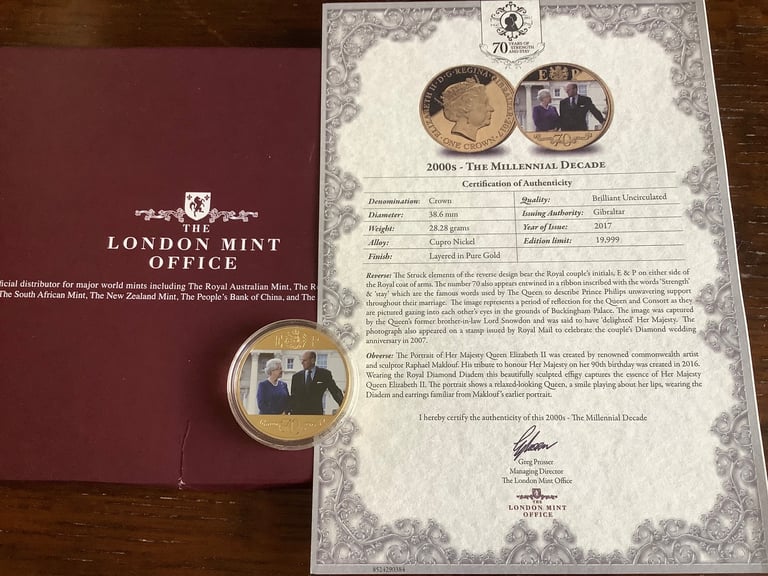 THE
LONDON MINT
OFFICE
ficial distributor for major world mints including The Royal Australian Mint, The R
The South African Mint, The New Zealand Mint, The People's Bank of China, and The
E P
70
70 YEARS OF
STRENGTH
AND STAY
ELIZABETH II · D · G · REGINA · GIBRALTAR · 2017
· ONE CROWN ·
E P
70
2000s - The Millennial Decade
Certification of Authenticity
Denomination: Crown
Diameter: 38.6 mm
Weight: 28.28 grams
Alloy: Cupro Nickel
Finish: Layered in Pure Gold
Quality: Brilliant Uncirculated
Issuing Authority: Gibraltar
Year of Issue: 2017
Edition limit: 19,999
Reverse: The Struck elements of the reverse design bear the Royal couple's initials, E & P on either side of
the Royal coat of arms. The number 70 also appears entwined in a ribbon inscribed with the words 'Strength'
& 'stay' which are the famous words used by The Queen to describe Prince Philips unwavering support
throughout their marriage. The image represents a period of reflection for the Queen and Consort as they
are pictured gazing into each other's eyes in the grounds of Buckingham Palace. The image was captured
by the Queen's former brother-in-law Lord Snowdon and was said to have 'delighted' Her Majesty. The
photograph also appeared on a stamp issued by Royal Mail to celebrate the couple's Diamond wedding
anniversary in 2007.
Obverse: The Portrait of Her Majesty Queen Elizabeth II was created by renowned commonwealth artist
and sculptor Raphael Maklouf. His tribute to honour Her Majesty on her 90th birthday was created in 2016.
Wearing the Royal Diamond Diadem this beautifully sculpted effigy captures the essence of Her Majesty
Queen Elizabeth II. The portrait shows a relaxed-looking Queen, a smile playing about her lips, wearing the
Diadem and earrings familiar from Maklouf's earlier portrait.
I hereby certify the authenticity of this 2000s - The Millennial Decade
Greg Prosser
Managing Director
The London Mint Office
THE
LONDON MINT
OFFICE
8524290384